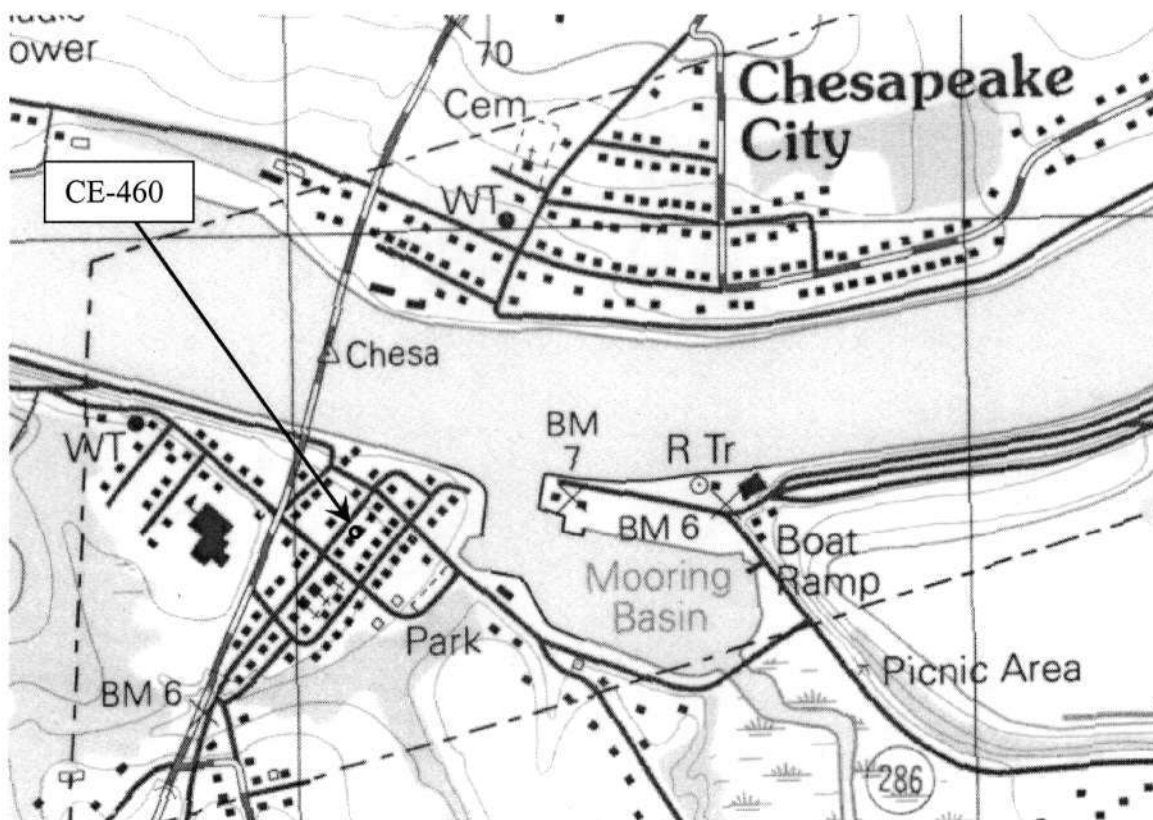 ower
70
Cem
Chesapeake
City
CE-460
WT
Chesa
BM
7
R Tr
WT
BM 6
Boat
Ramp
Mooring
Basin
Park
Picnic Area
BM 6
286